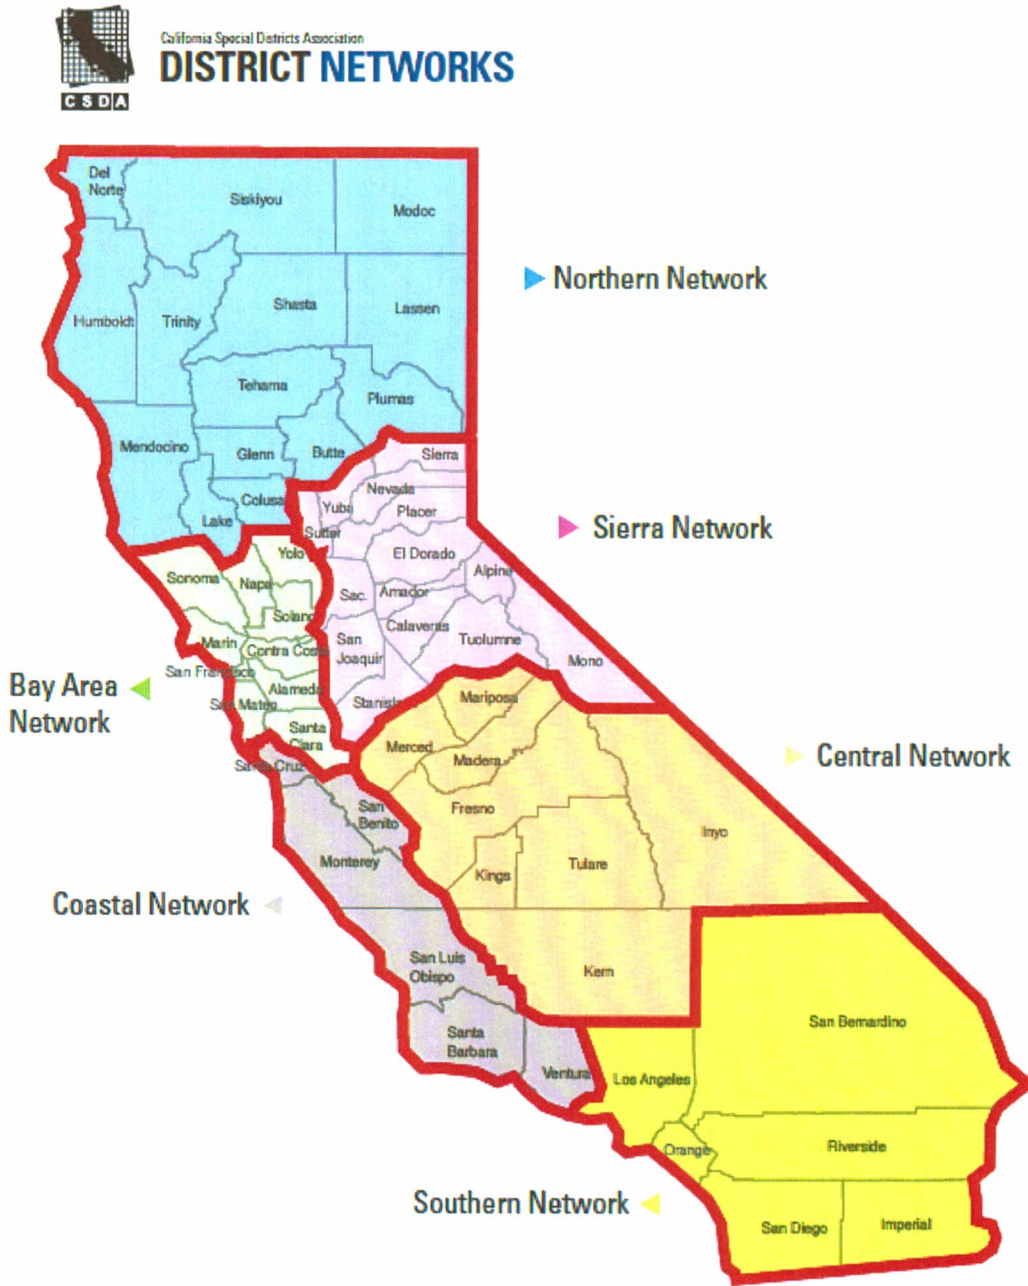 California Special Districts Association
DISTRICT NETWORKS
CSDA
Del
Norte
Siskiyou
Modoc
Northern Network
Humboldt
Trinity
Shasta
Lassen
Tehama
Plumas
Mendocino
Glenn
Butte
Sierra
Colusa
Nevada
Yuba
Placer
Lake
Sutter
Sierra Network
Yolo
El Dorado
Sonoma
Napa
Alpine
Sac.
Amador
Solano
Calaveras
Marin
Contra Costa
San
Joaquin
Tuolumne
Mono
San Francisco
Bay Area
Network
Alameda
San Mateo
Stanisla
Mariposa
Santa
Clara
Merced
Madera
Central Network
Santa Cruz
San
Benito
Fresno
Inyo
Monterey
Kings
Tulare
Coastal Network
San Luis
Obispo
Kern
Santa
Barbara
San Bernardino
Ventura
Los Angeles
Orange
Riverside
Southern Network
San Diego
Imperial